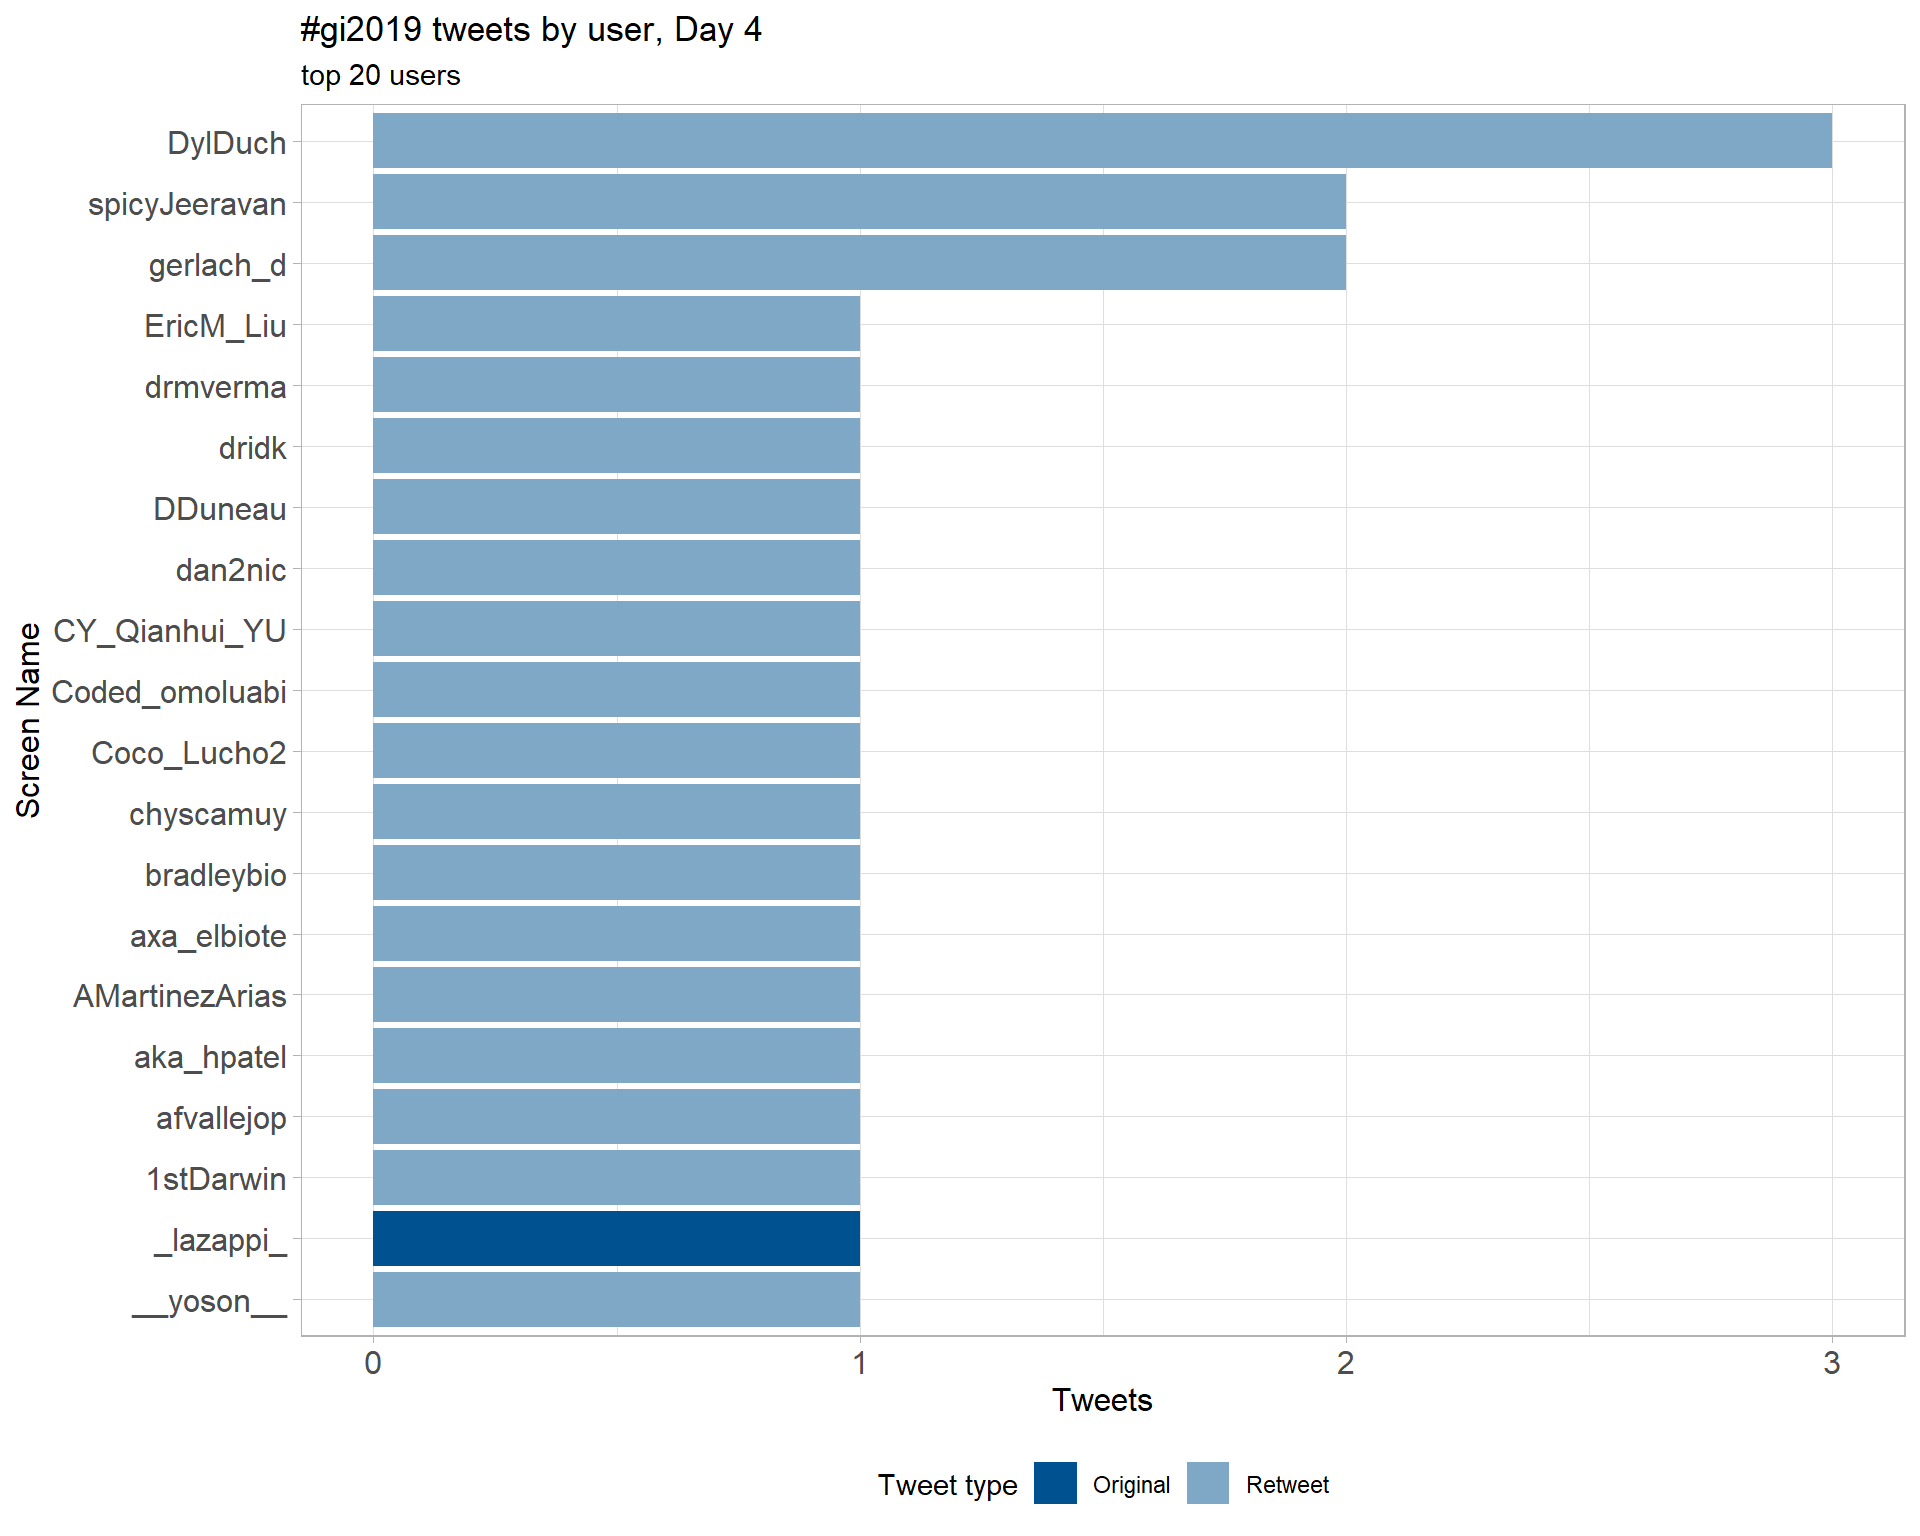 #gi2019 tweets by user, Day 4
top 20 users
DylDuch
spicyJeeravan
gerlach_d
EricM_Liu
drmverma
dridk
DDuneau
dan2nic
CY_Qianhui_YU
Coded_omoluabi
Coco_Lucho2
chyscamuy
bradleybio
axa_elbiote
AMartinezArias
aka_hpatel
afvallejop
1stDarwin
_lazappi_
__yoson__
Screen Name
0 1 2 3
Tweets
Tweet type Original Retweet